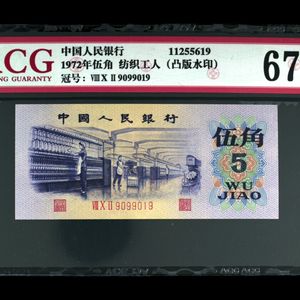 ACG
NG GUARANTY
中国人民银行 11255619
1972年伍角 纺织工人（凸版水印）
冠号：Ⅷ Ⅹ Ⅱ 9099019
67
中国人民银行
伍角
5
WU
JIAO
Ⅷ Ⅹ Ⅱ 9099019